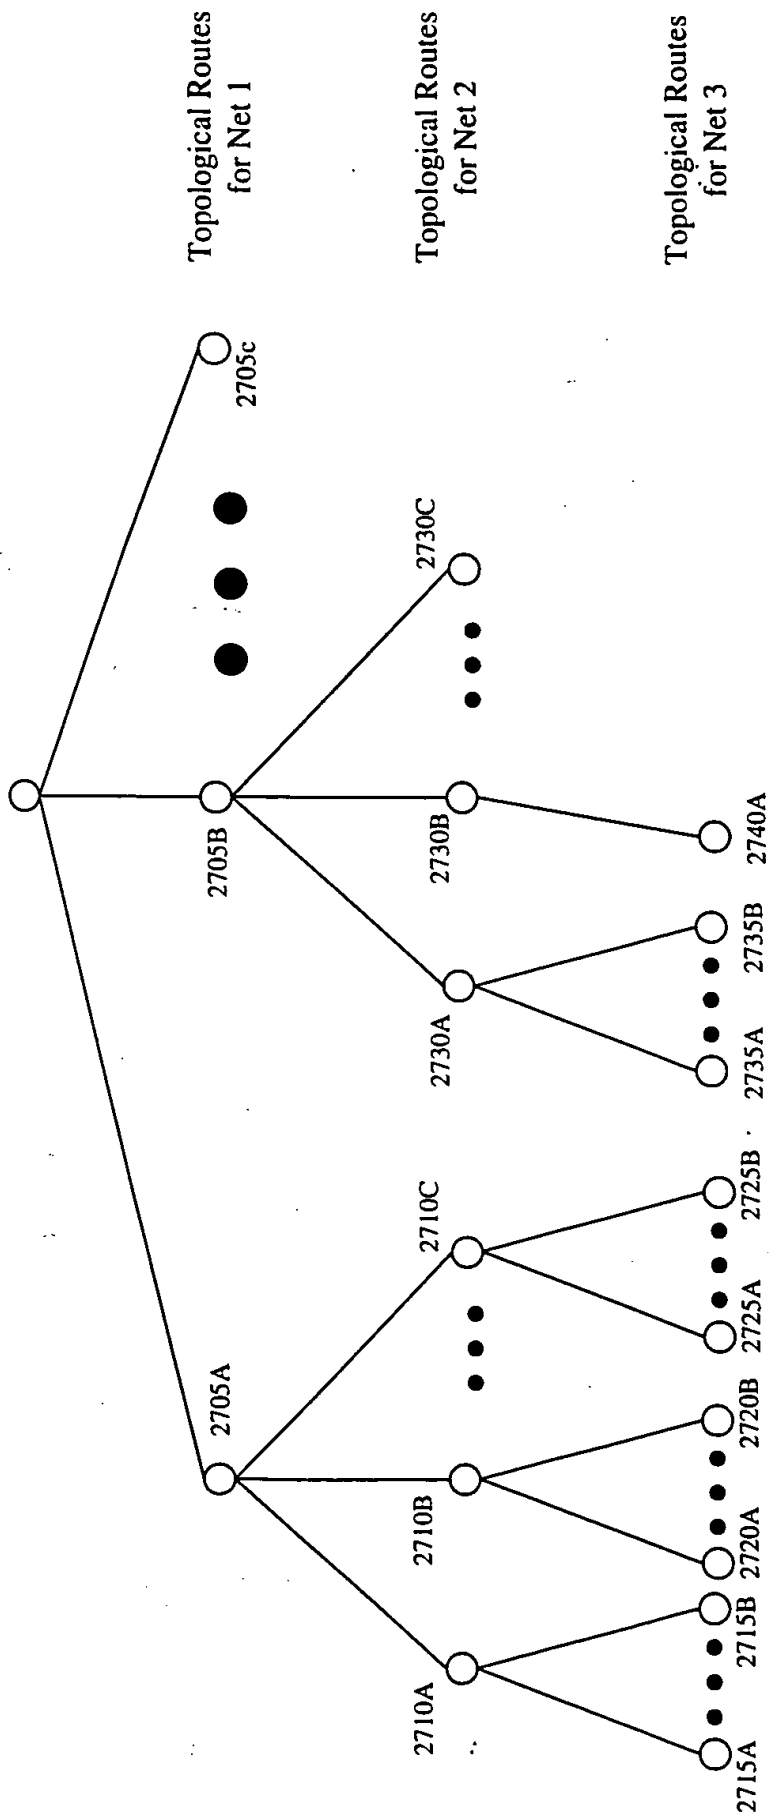 2705A
2705B
2705c
Topological Routes
for Net 1
2710A
2710B
2710C
2730A
2730B
2730C
Topological Routes
for Net 2
2715A
2715B
2720A
2720B
2725A
2725B
2735A
2735B
2740A
Topological Routes
for Net 3